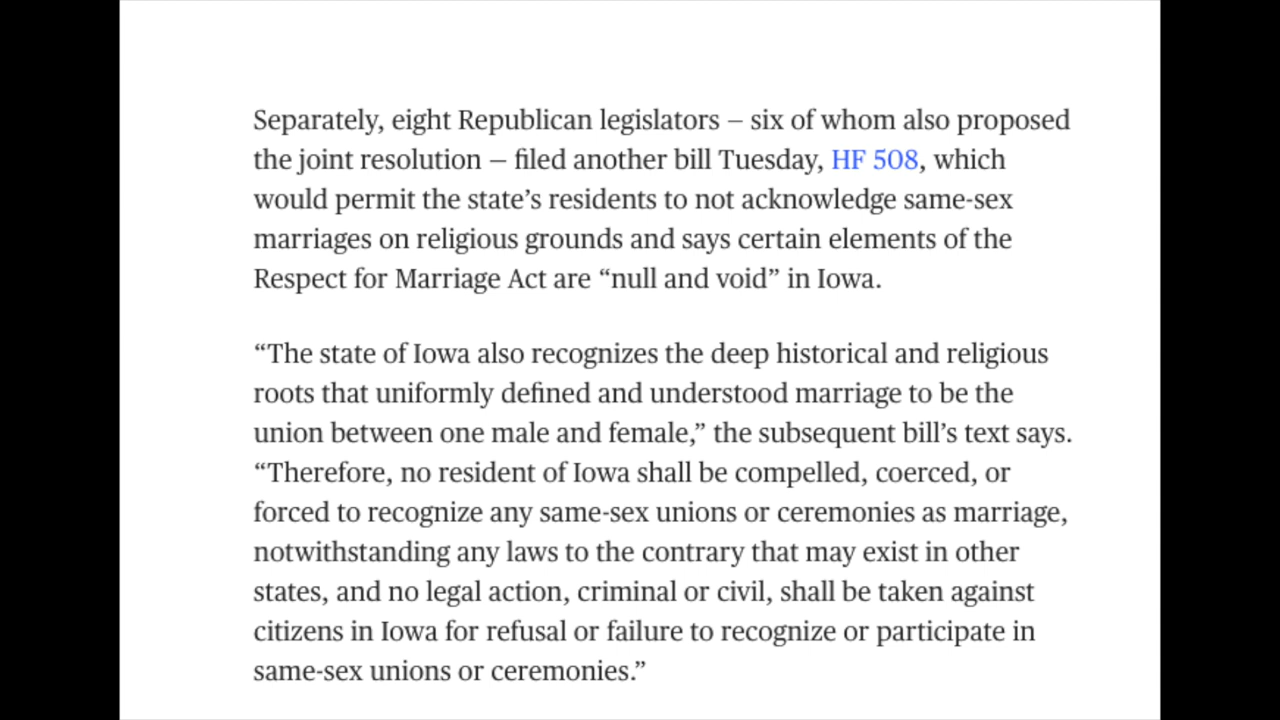 Separately, eight Republican legislators – six of whom also proposed
the joint resolution – filed another bill Tuesday, HF 508, which
would permit the state’s residents to not acknowledge same-sex
marriages on religious grounds and says certain elements of the
Respect for Marriage Act are “null and void” in Iowa.
“The state of Iowa also recognizes the deep historical and religious
roots that uniformly defined and understood marriage to be the
union between one male and female,” the subsequent bill’s text says.
“Therefore, no resident of Iowa shall be compelled, coerced, or
forced to recognize any same-sex unions or ceremonies as marriage,
notwithstanding any laws to the contrary that may exist in other
states, and no legal action, criminal or civil, shall be taken against
citizens in Iowa for refusal or failure to recognize or participate in
same-sex unions or ceremonies.”